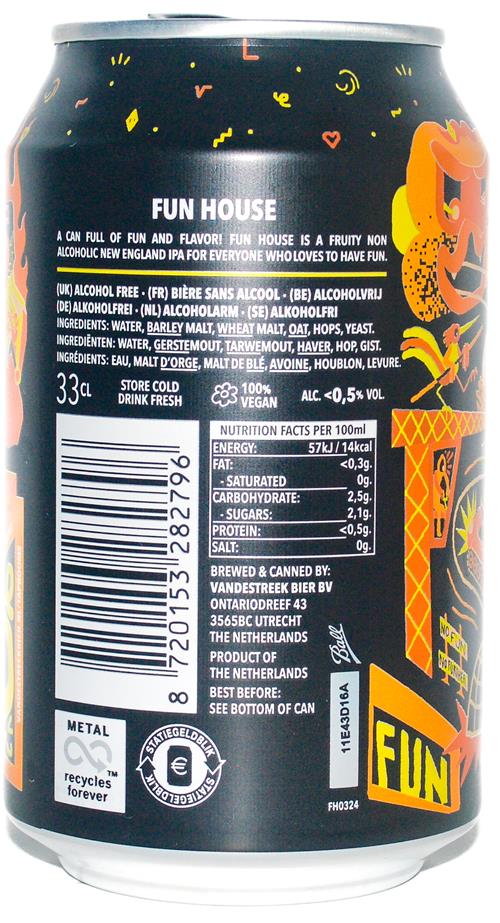 FUN HOUSE
A CAN FULL OF FUN AND FLAVOR! FUN HOUSE IS A FRUITY NON
ALCOHOLIC NEW ENGLAND IPA FOR EVERYONE WHO LOVES TO HAVE FUN.
(UK) ALCOHOL FREE · (FR) BIÈRE SANS ALCOOL · (BE) ALCOHOLVRIJ
(DE) ALKOHOLFREI · (NL) ALCOHOLARM · (SE) ALKOHOLFRI
INGREDIENTS: WATER, BARLEY MALT, WHEAT MALT, OAT, HOPS, YEAST.
INGREDIËNTEN: WATER, GERSTEMOUT, TARWEMOUT, HAVER, HOP, GIST.
INGRÉDIENTS: EAU, MALT D'ORGE, MALT DE BLÉ, AVOINE, HOUBLON, LEVURE.
33CL
STORE COLD
DRINK FRESH
100%
VEGAN
ALC. <0,5% VOL.
NUTRITION FACTS PER 100ml
ENERGY: 57kJ / 14kcal
FAT: <0,3g.
- SATURATED 0g.
CARBOHYDRATE: 2,5g.
- SUGARS: 2,1g.
PROTEIN: <0,5g.
SALT: 0g.
8 720153 282796
BREWED & CANNED BY:
VANDESTREEK BIER BV
ONTARIODREEF 43
3565BC UTRECHT
THE NETHERLANDS
PRODUCT OF
THE NETHERLANDS
BEST BEFORE:
SEE BOTTOM OF CAN
Ball
11E43D16A
FH0324
METAL
recycles
forever
TM
STATIEGELDBLIK
€
STATIEGELDBLIK
FUN